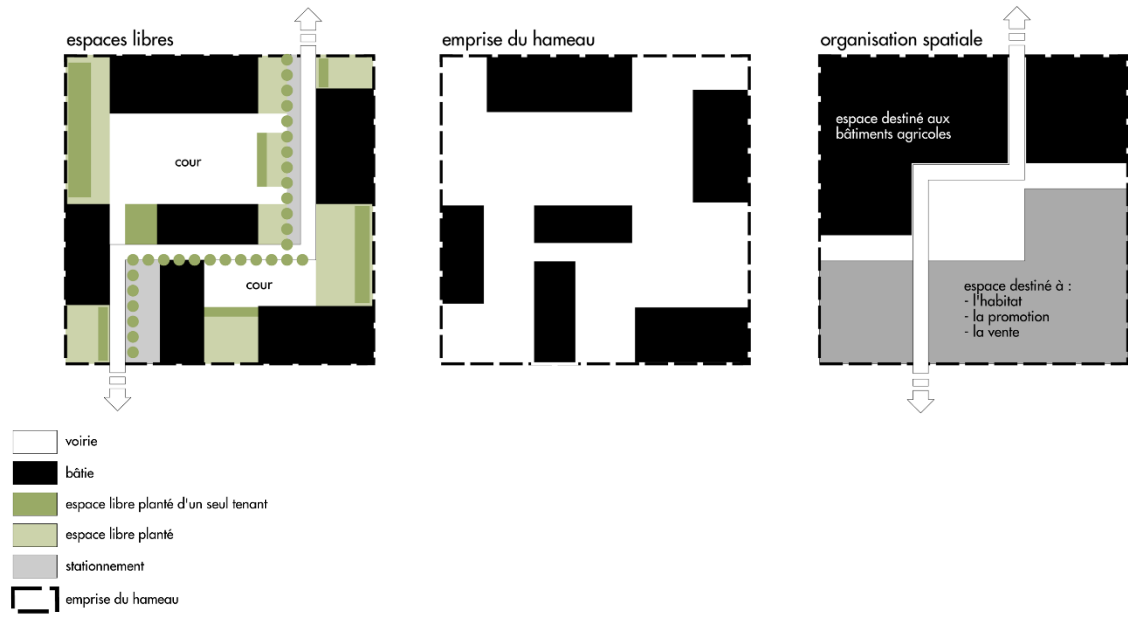 espaces libres
emprise du hameau
organisation spatiale
espace destiné aux
bâtiments agricoles
cour
cour
espace destiné à :
- l'habitat
- la promotion
- la vente
voirie
bâtie
espace libre planté d'un seul tenant
espace libre planté
stationnement
emprise du hameau